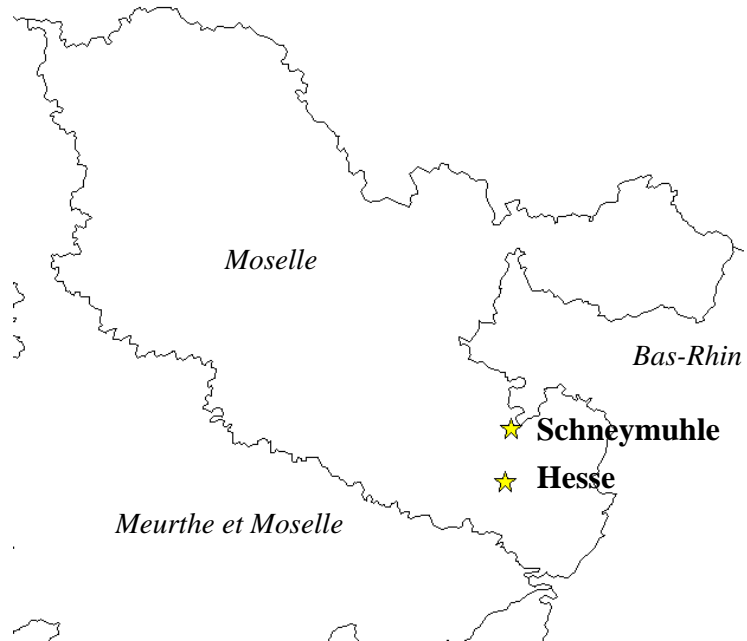 Moselle
Bas-Rhin
Schneymuhle
Hesse
Meurthe et Moselle